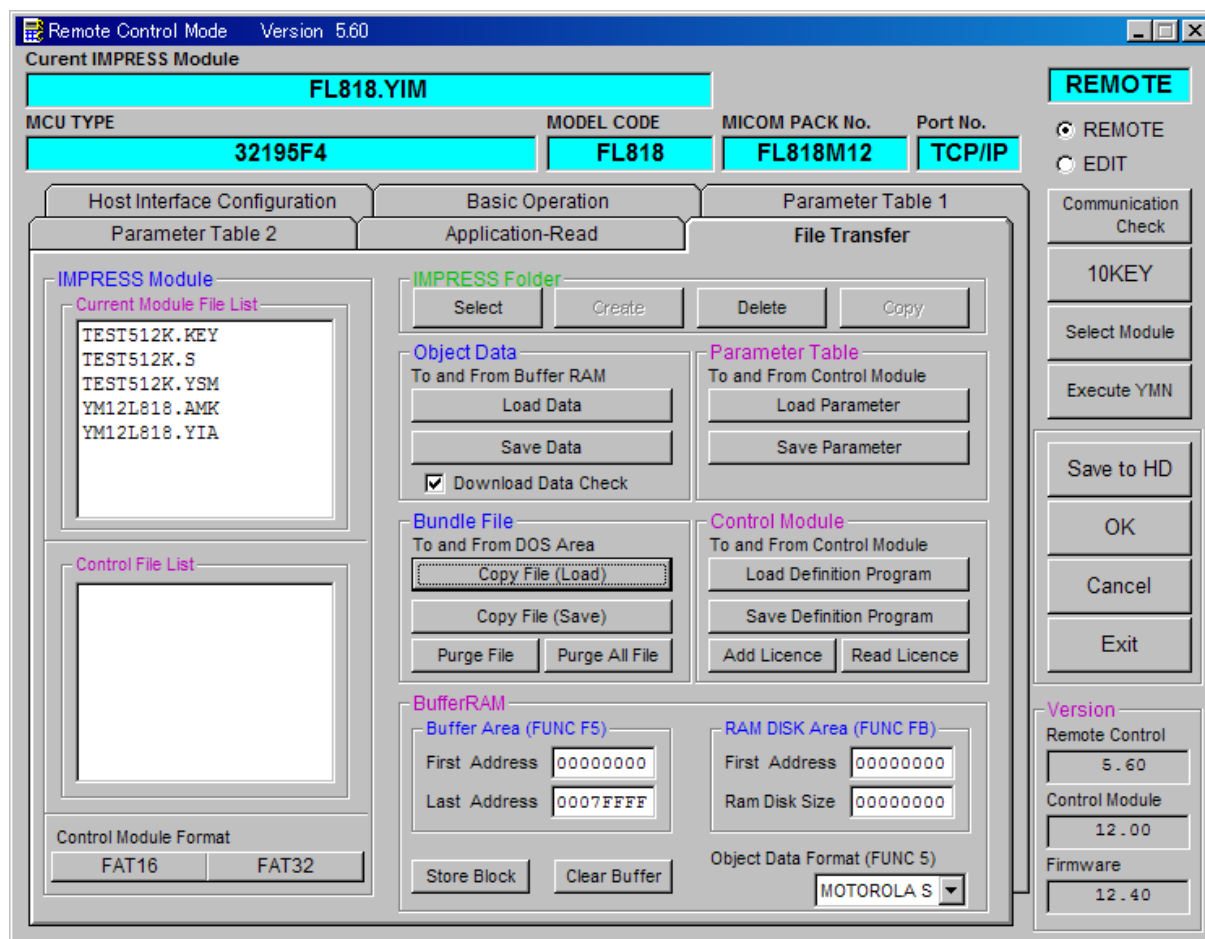 Remote Control Mode Version 5.60
Curent IMPRESS Module
FL818.YIM
MCU TYPE MODEL CODE MICOM PACK No. Port No.
32195F4 FL818 FL818M12 TCP/IP
REMOTE
REMOTE
EDIT
Host Interface Configuration Basic Operation Parameter Table 1
Parameter Table 2 Application-Read File Transfer
IMPRESS Module
Current Module File List
TEST512K.KEY
TEST512K.S
TEST512K.YSM
YM12L818.AMK
YM12L818.YIA
Control File List
Control Module Format
FAT16 FAT32
IMPRESS Folder
Select Create Delete Copy
Object Data
To and From Buffer RAM
Load Data
Save Data
Download Data Check
Parameter Table
To and From Control Module
Load Parameter
Save Parameter
Bundle File
To and From DOS Area
Copy File (Load)
Copy File (Save)
Purge File Purge All File
Control Module
To and From Control Module
Load Definition Program
Save Definition Program
Add Licence Read Licence
BufferRAM
Buffer Area (FUNC F5)
First Address 00000000
Last Address 0007FFFF
RAM DISK Area (FUNC FB)
First Address 00000000
Ram Disk Size 00000000
Store Block Clear Buffer
Object Data Format (FUNC 5)
MOTOROLA S
Communication
Check
10KEY
Select Module
Execute YMN
Save to HD
OK
Cancel
Exit
Version
Remote Control
5.60
Control Module
12.00
Firmware
12.40